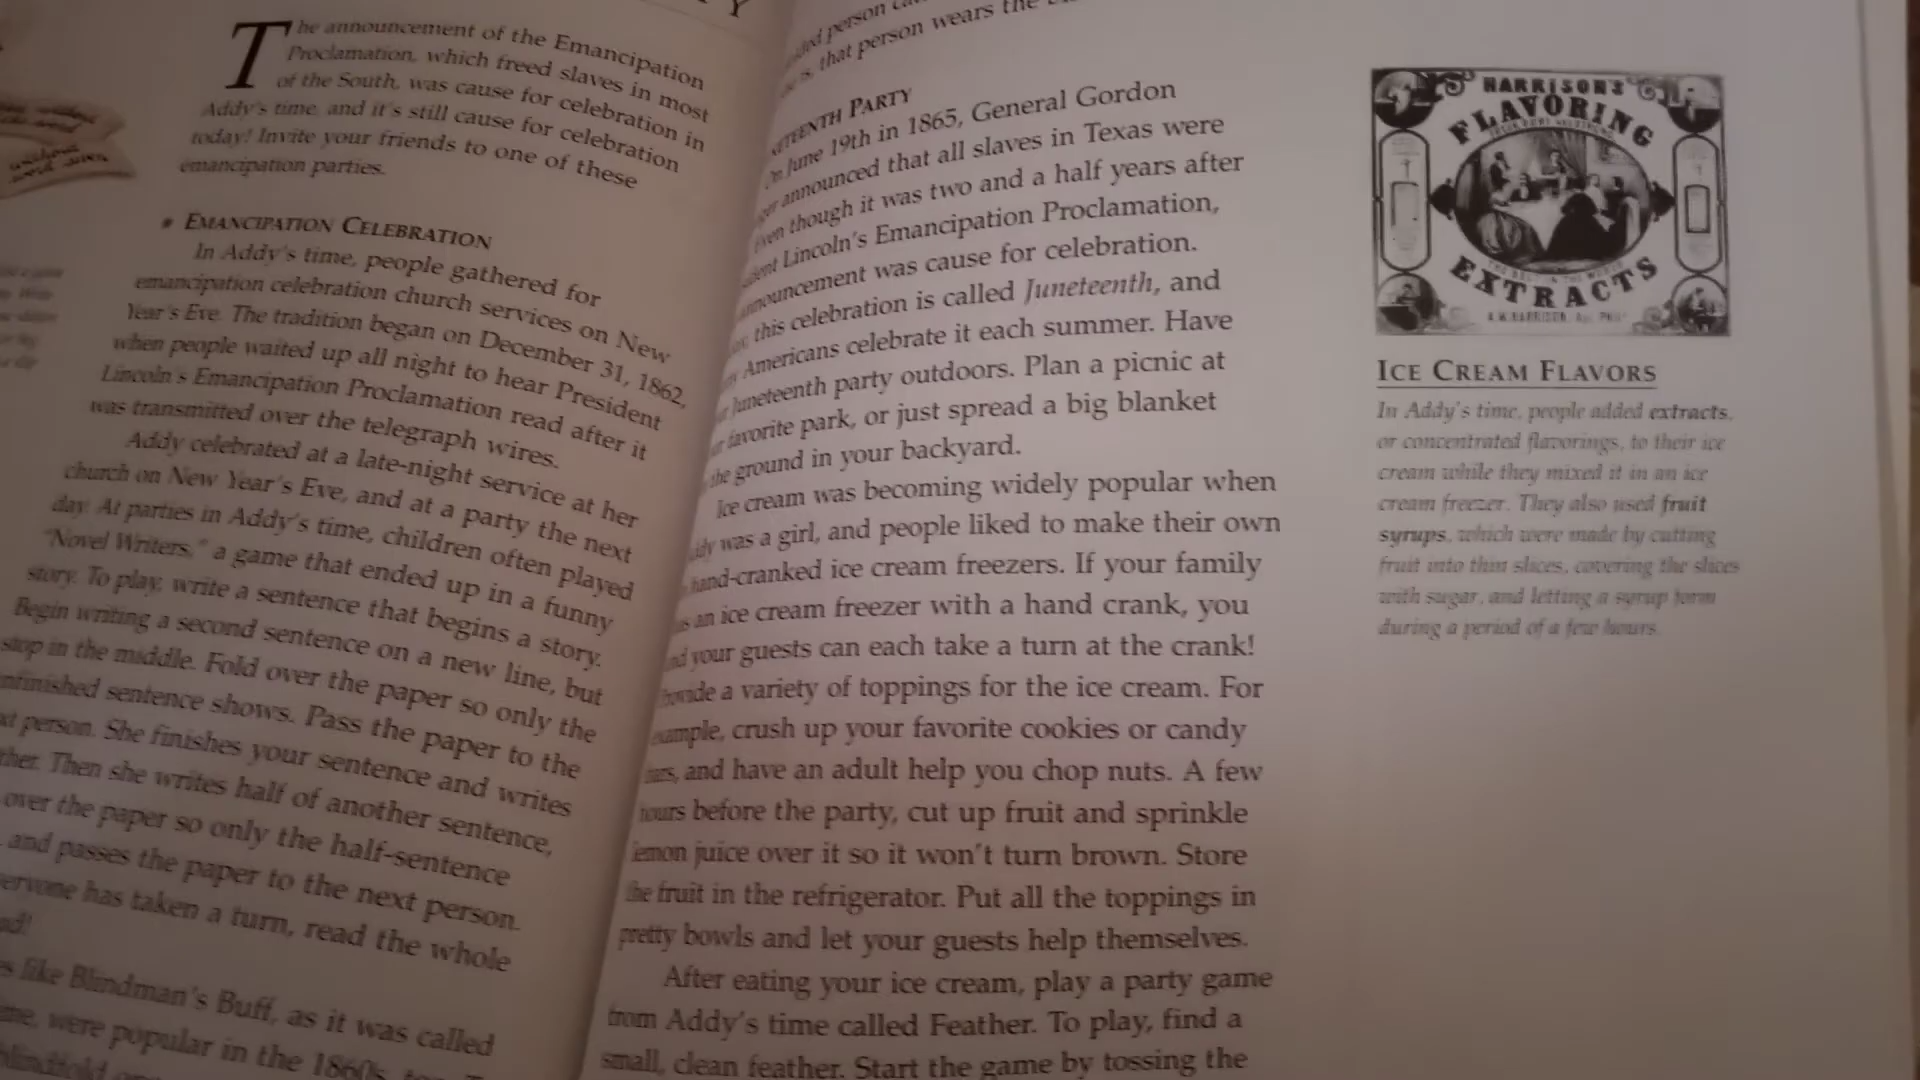 The announcement of the Emancipation
Proclamation, which freed slaves in most
of the South, was cause for celebration in
Addy's time, and it's still cause for celebration
today! Invite your friends to one of these
emancipation parties.
EMANCIPATION CELEBRATION
In Addy's time, people gathered for
emancipation celebration church services on New
Year's Eve. The tradition began on December 31, 1862,
when people waited up all night to hear President
Lincoln's Emancipation Proclamation read after it
was transmitted over the telegraph wires.
Addy celebrated at a late-night service at her
church on New Year's Eve, and at a party the next
day. At parties in Addy's time, children often played
"Novel Writers," a game that ended up in a funny
story. To play, write a sentence that begins a story.
Begin writing a second sentence on a new line, but
stop in the middle. Fold over the paper so only the
sentence shows. Pass the paper to the
person. She finishes your sentence and writes
Then she writes half of another sentence,
over the paper so only the half-sentence
and passes the paper to the next person.
has taken a turn, read the whole
like Blindman's Buff, as it was called
were popular in the 1860s,
person
that person wears the
PARTY
June 19th in 1865, General Gordon
announced that all slaves in Texas were
though it was two and a half years after
Lincoln's Emancipation Proclamation,
was cause for celebration.
this celebration is called Juneteenth, and
Americans celebrate it each summer. Have
Juneteenth party outdoors. Plan a picnic at
favorite park, or just spread a big blanket
the ground in your backyard.
Ice cream was becoming widely popular when
was a girl, and people liked to make their own
hand-cranked ice cream freezers. If your family
an ice cream freezer with a hand crank, you
your guests can each take a turn at the crank!
a variety of toppings for the ice cream. For
crush up your favorite cookies or candy
and have an adult help you chop nuts. A few
before the party, cut up fruit and sprinkle
lemon juice over it so it won't turn brown. Store
the fruit in the refrigerator. Put all the toppings in
pretty bowls and let your guests help themselves.
After eating your ice cream, play a party game
from Addy's time called Feather. To play, find a
small, clean feather. Start the game by tossing the
HARRISON'S
FLAVORING
EXTRACTS
ICE CREAM FLAVORS
In Addy's time, people added extracts,
or concentrated flavorings, to their ice
cream while they mixed it in an ice
cream freezer. They also used fruit
syrups, which were made by cutting
fruit into thin slices, covering the slices
with sugar, and letting a syrup form
during a period of a few hours.